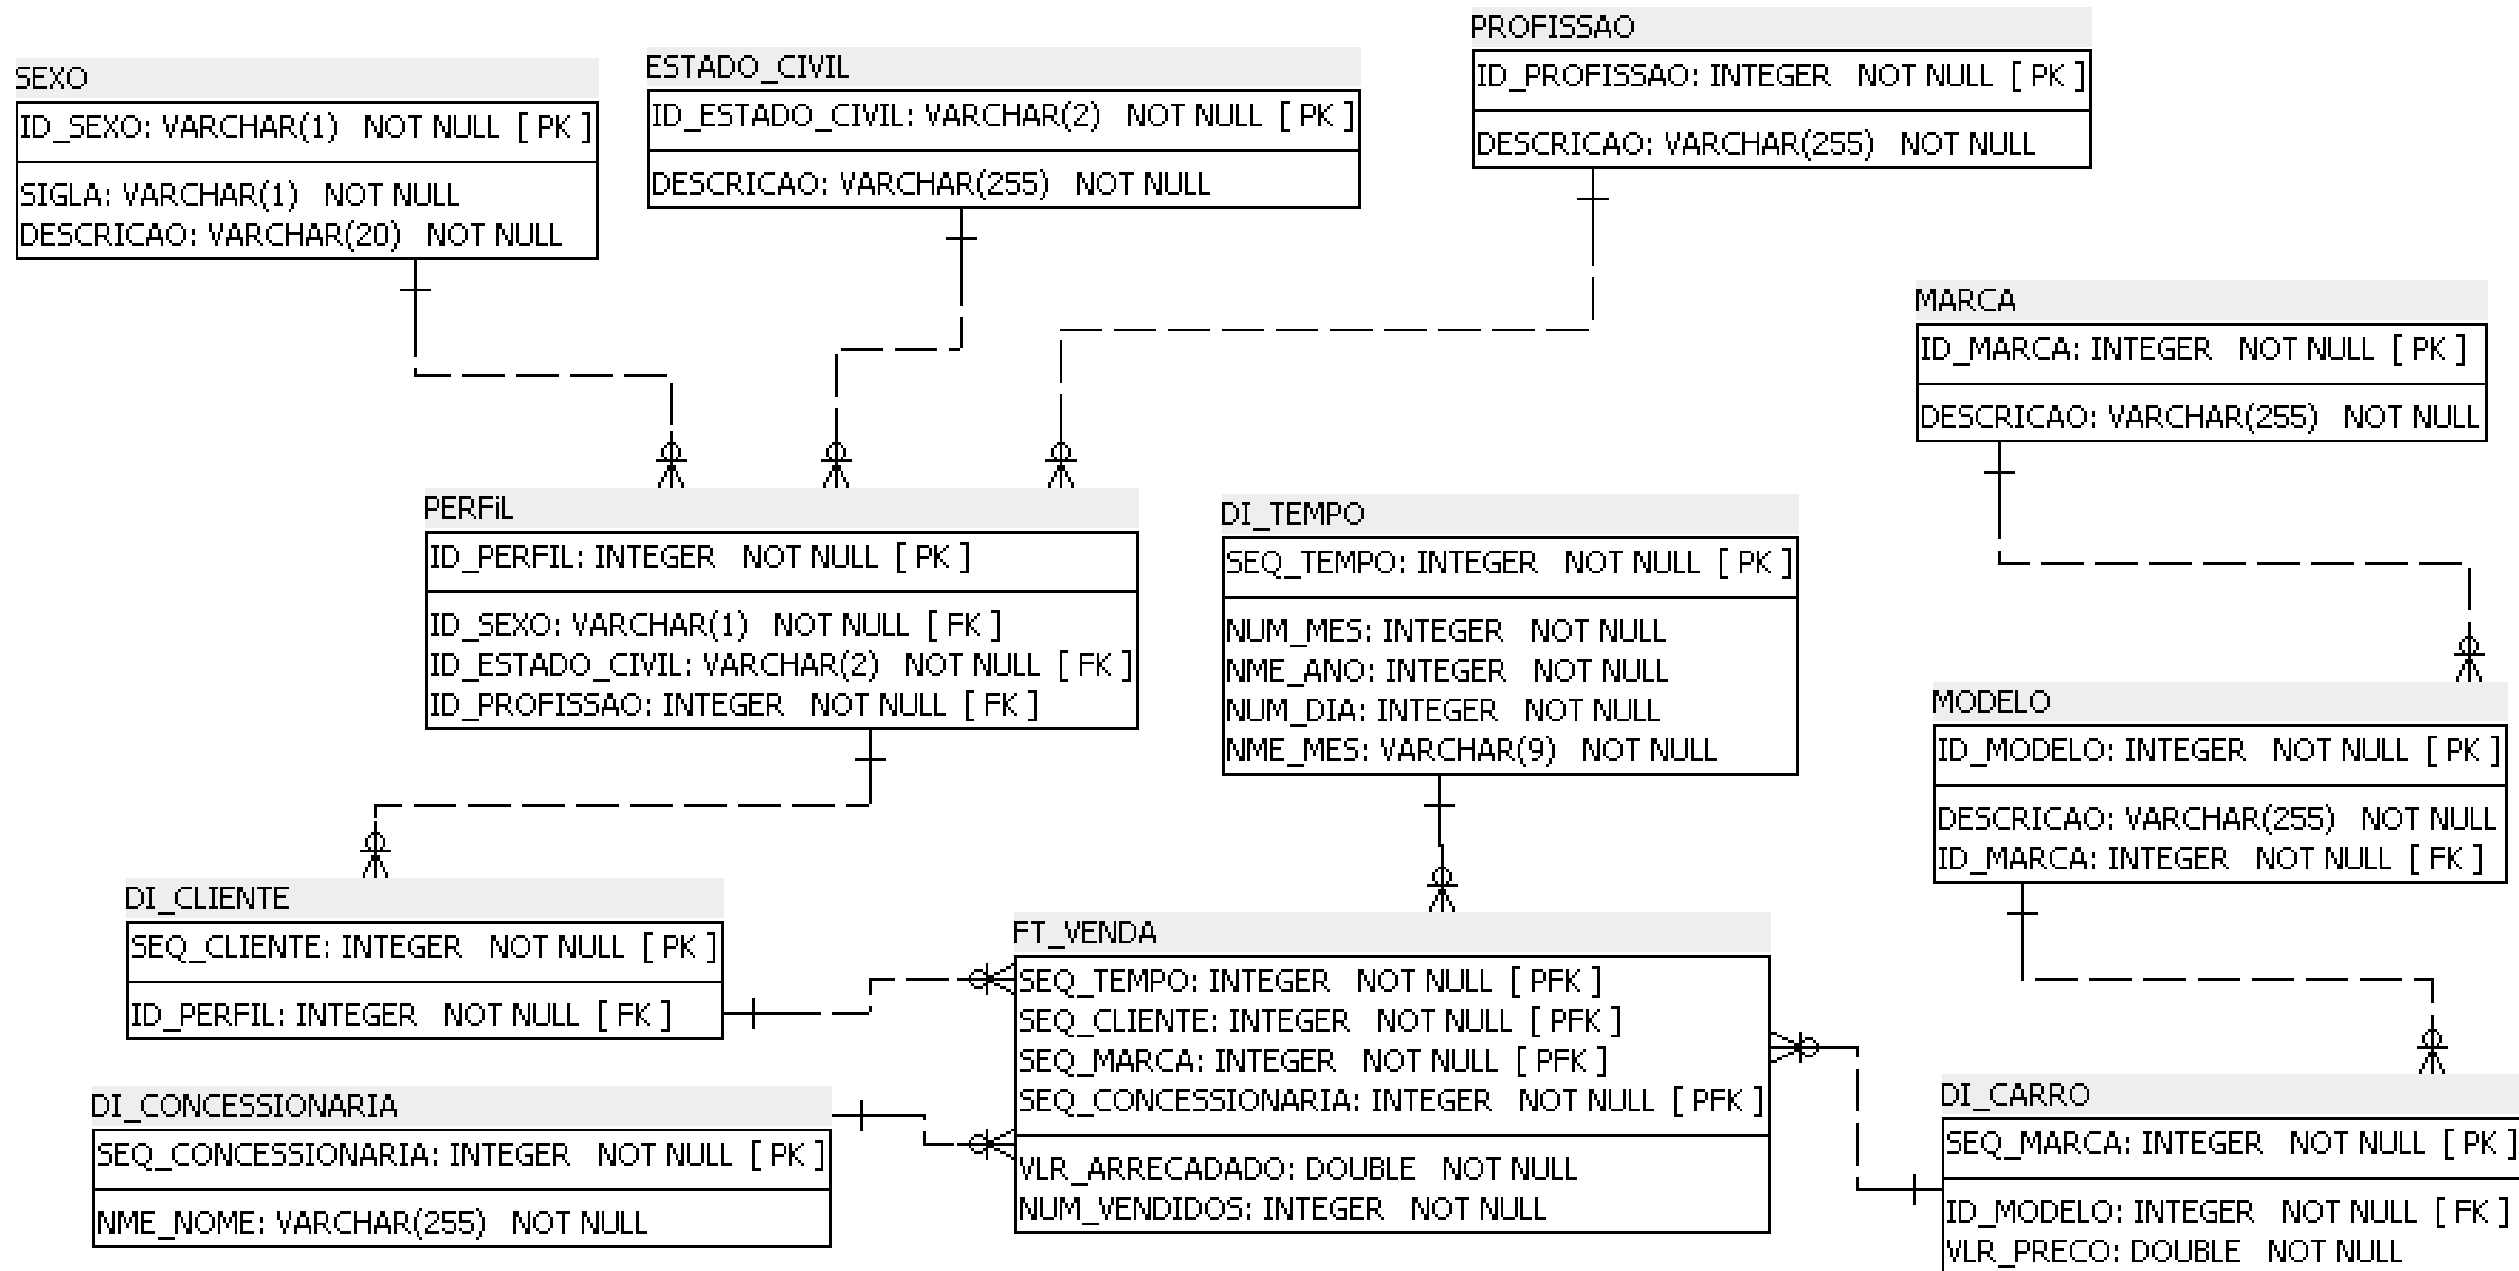 SEXO
ID_SEXO: VARCHAR(1) NOT NULL [ PK ]
SIGLA: VARCHAR(1) NOT NULL
DESCRICAO: VARCHAR(20) NOT NULL
ESTADO_CIVIL
ID_ESTADO_CIVIL: VARCHAR(2) NOT NULL [ PK ]
DESCRICAO: VARCHAR(255) NOT NULL
PROFISSAO
ID_PROFISSAO: INTEGER NOT NULL [ PK ]
DESCRICAO: VARCHAR(255) NOT NULL
MARCA
ID_MARCA: INTEGER NOT NULL [ PK ]
DESCRICAO: VARCHAR(255) NOT NULL
PERFiL
ID_PERFIL: INTEGER NOT NULL [ PK ]
ID_SEXO: VARCHAR(1) NOT NULL [ FK ]
ID_ESTADO_CIVIL: VARCHAR(2) NOT NULL [ FK ]
ID_PROFISSAO: INTEGER NOT NULL [ FK ]
DI_TEMPO
SEQ_TEMPO: INTEGER NOT NULL [ PK ]
NUM_MES: INTEGER NOT NULL
NME_ANO: INTEGER NOT NULL
NUM_DIA: INTEGER NOT NULL
NME_MES: VARCHAR(9) NOT NULL
MODELO
ID_MODELO: INTEGER NOT NULL [ PK ]
DESCRICAO: VARCHAR(255) NOT NULL
ID_MARCA: INTEGER NOT NULL [ FK ]
DI_CLIENTE
SEQ_CLIENTE: INTEGER NOT NULL [ PK ]
ID_PERFIL: INTEGER NOT NULL [ FK ]
FT_VENDA
SEQ_TEMPO: INTEGER NOT NULL [ PFK ]
SEQ_CLIENTE: INTEGER NOT NULL [ PFK ]
SEQ_MARCA: INTEGER NOT NULL [ PFK ]
SEQ_CONCESSIONARIA: INTEGER NOT NULL [ PFK ]
VLR_ARRECADADO: DOUBLE NOT NULL
NUM_VENDIDOS: INTEGER NOT NULL
DI_CONCESSIONARIA
SEQ_CONCESSIONARIA: INTEGER NOT NULL [ PK ]
NME_NOME: VARCHAR(255) NOT NULL
DI_CARRO
SEQ_MARCA: INTEGER NOT NULL [ PK ]
ID_MODELO: INTEGER NOT NULL [ FK ]
VLR_PRECO: DOUBLE NOT NULL